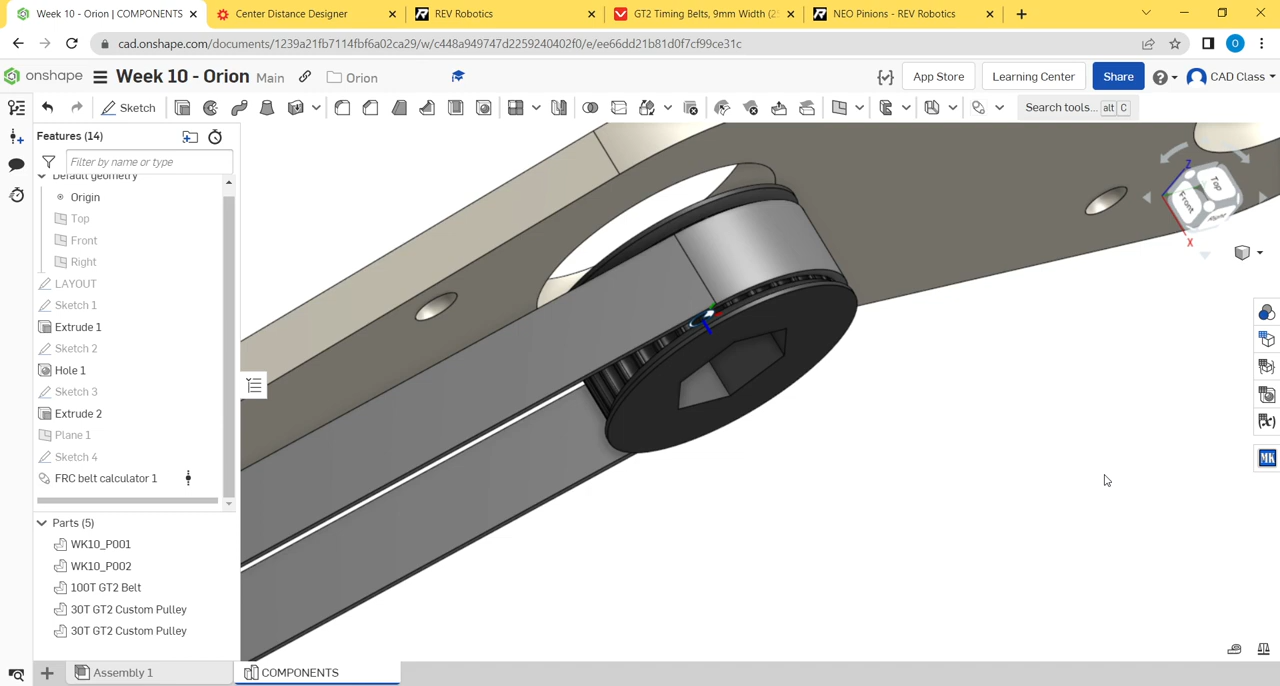 Week 10 - Orion | COMPONENTS
Center Distance Designer
REV Robotics
GT2 Timing Belts, 9mm Width (2
NEO Pinions - REV Robotics
cad.onshape.com/documents/1239a21fb7114fbf6a02ca29/w/c448a949747d3259240402f0/e/ee66dd21b81d0f7cf99ce31c
O
onshape
Week 10 - Orion
Main
Orion
App Store
Learning Center
Share
CAD Class
Sketch
Search tools...
alt C
Features (14)
Filter by name or type
Default geometry
Origin
Top
Front
Right
LAYOUT
Sketch 1
Extrude 1
Sketch 2
Hole 1
Sketch 3
Extrude 2
Plane 1
Sketch 4
FRC belt calculator 1
Parts (5)
WK10_P001
WK10_P002
100T GT2 Belt
30T GT2 Custom Pulley
30T GT2 Custom Pulley
Z
Top
Front
Right
X
MK
Assembly 1
COMPONENTS